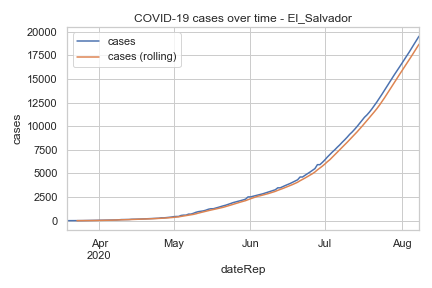 COVID-19 cases over time - El_Salvador
cases
cases (rolling)
20000
17500
15000
12500
10000
7500
5000
2500
0
cases
Apr
2020
May
Jun
Jul
Aug
dateRep